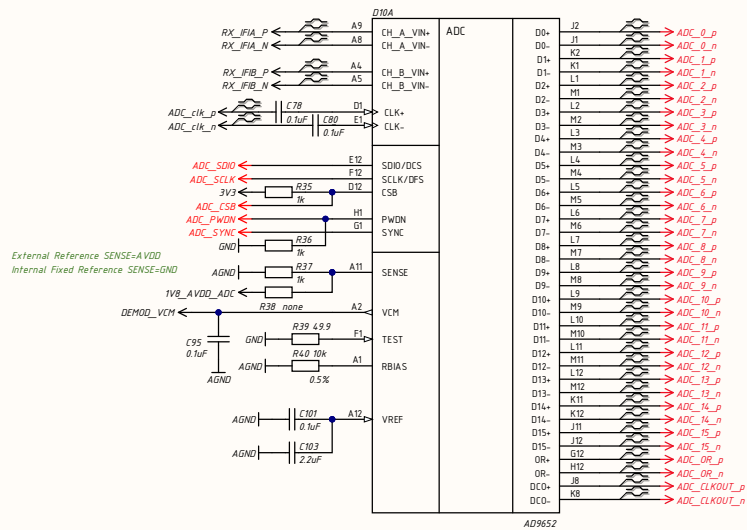 D10A
RX_IFIA_P A9 CH_A_VIN+ ADC D0+ J2 ADC_0_p
RX_IFIA_N A8 CH_A_VIN- D0- J1 ADC_0_n
D1+ K2 ADC_1_p
RX_IFIB_P A4 CH_B_VIN+ D1- K1 ADC_1_n
RX_IFIB_N A5 CH_B_VIN- D2+ L1 ADC_2_p
D2- M1 ADC_2_n
ADC_clk_p C78 0.1uF D1 CLK+ D3+ L2 ADC_3_p
ADC_clk_n C80 0.1uF E1 CLK- D3- M2 ADC_3_n
D4+ L3 ADC_4_p
D4- M3 ADC_4_n
ADC_SDIO E12 SDIO/DCS D5+ L4 ADC_5_p
ADC_SCLK F12 SCLK/DFS D5- M4 ADC_5_n
3V3 R35 1k D12 CSB D6+ L5 ADC_6_p
ADC_CSB D6- M5 ADC_6_n
ADC_PWDN H1 PWDN D7+ L6 ADC_7_p
ADC_SYNC G1 SYNC D7- M6 ADC_7_n
GND R36 1k D8+ L7 ADC_8_p
External Reference SENSE=AVDD D8- M7 ADC_8_n
Internal Fixed Reference SENSE=GND AGND R37 1k A11 SENSE D9+ L8 ADC_9_p
D9- M8 ADC_9_n
1V8_AVDD_ADC R38 none D10+ L9 ADC_10_p
DEMOD_VCM A2 VCM D10- M9 ADC_10_n
D11+ L10 ADC_11_p
C95 0.1uF GND R39 49.9 F1 TEST D11- M10 ADC_11_n
D12+ L11 ADC_12_p
AGND R40 10k 0.5% A1 RBIAS D12- M11 ADC_12_n
AGND D13+ L12 ADC_13_p
D13- M12 ADC_13_n
D14+ K11 ADC_14_p
AGND C101 0.1uF A12 VREF D14- K12 ADC_14_n
D15+ J11 ADC_15_p
D15- J12 ADC_15_n
AGND C103 2.2uF OR+ G12 ADC_OR_p
OR- H12 ADC_OR_n
DCO+ J8 ADC_CLKOUT_p
DCO- K8 ADC_CLKOUT_n
AD9652